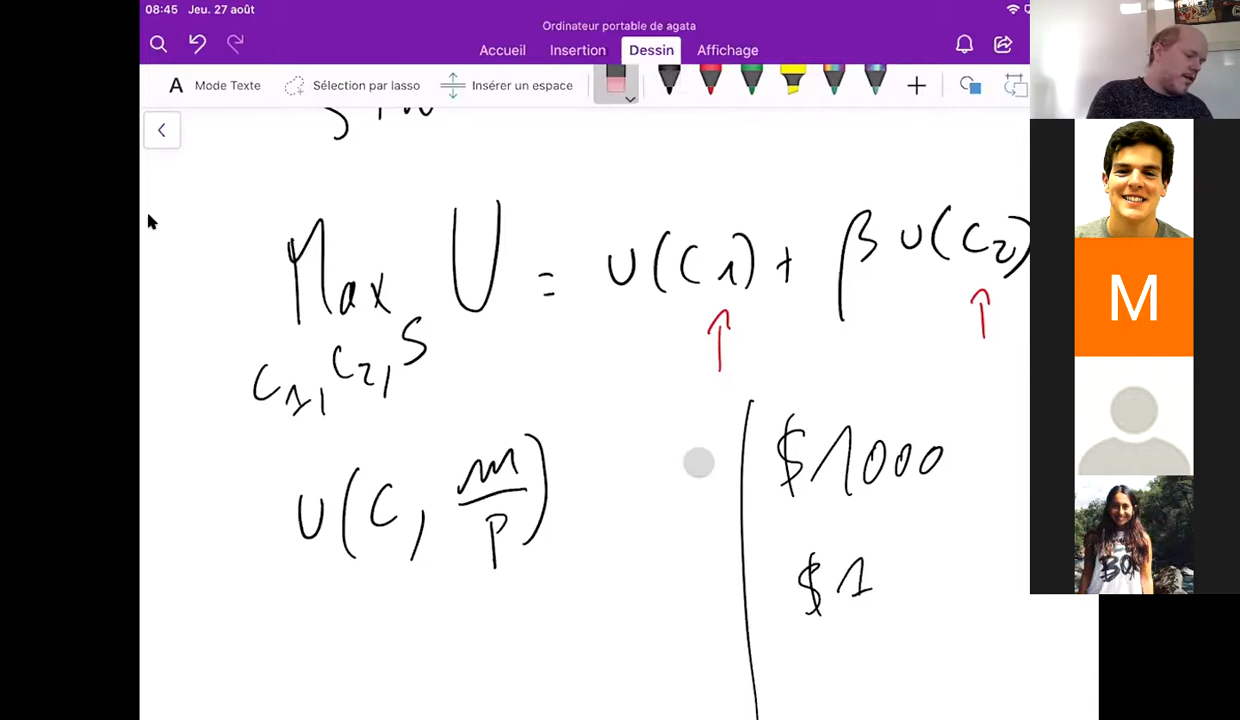 08:45 Jeu. 27 août
Ordinateur portable de agata
Accueil Insertion Dessin Affichage
A Mode Texte Sélection par lasso Insérer un espace
Max U = U(C1) + β U(C2)
C1, C2, S
U(C, m/p)
$1000
$1
M
BOY